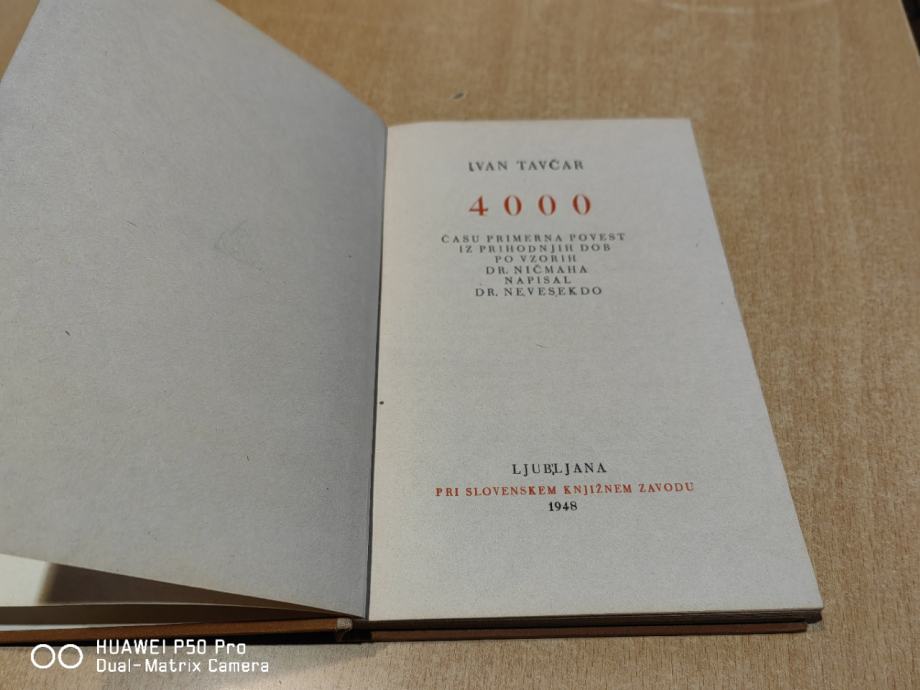 IVAN TAVČAR
4000
ČASU PRIMERNA POVEST
IZ PRIHODNJIH DOB
PO VZORIH
DR. NIČMAHA
NAPISAL
DR. NEVESEKDO
LJUBLJANA
PRI SLOVENSKEM KNJIŽNEM ZAVODU
1948
HUAWEI P50 Pro
Dual-Matrix Camera